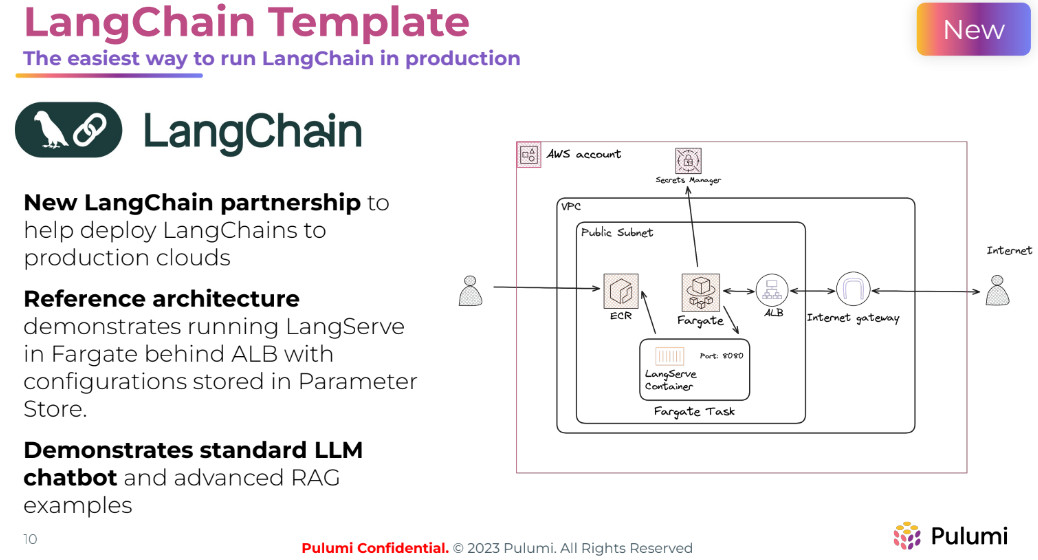 LangChain Template
The easiest way to run LangChain in production
New
LangChain
New LangChain partnership to
help deploy LangChains to
production clouds
Reference architecture
demonstrates running LangServe
in Fargate behind ALB with
configurations stored in Parameter
Store.
Demonstrates standard LLM
chatbot and advanced RAG
examples
AWS account
Secrets Manager
VPC
Public Subnet
Internet
ECR
Fargate
ALB
Internet gateway
Port: 8080
LangServe
Container
Fargate Task
10
Pulumi Confidential. © 2023 Pulumi. All Rights Reserved
Pulumi